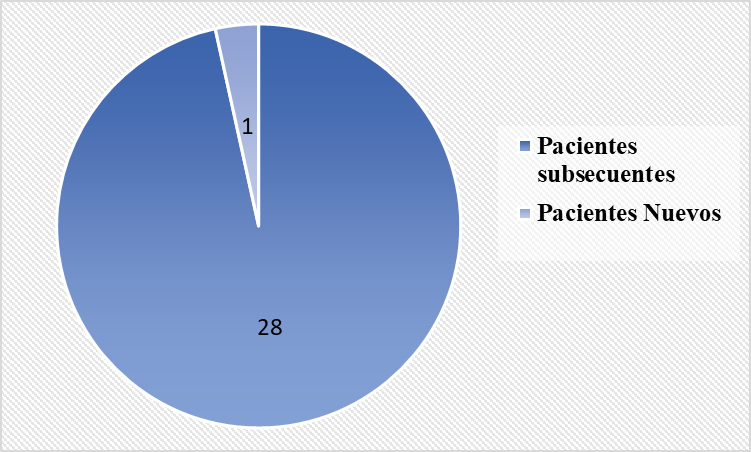 1
28
Pacientes
subsecuentes
Pacientes Nuevos